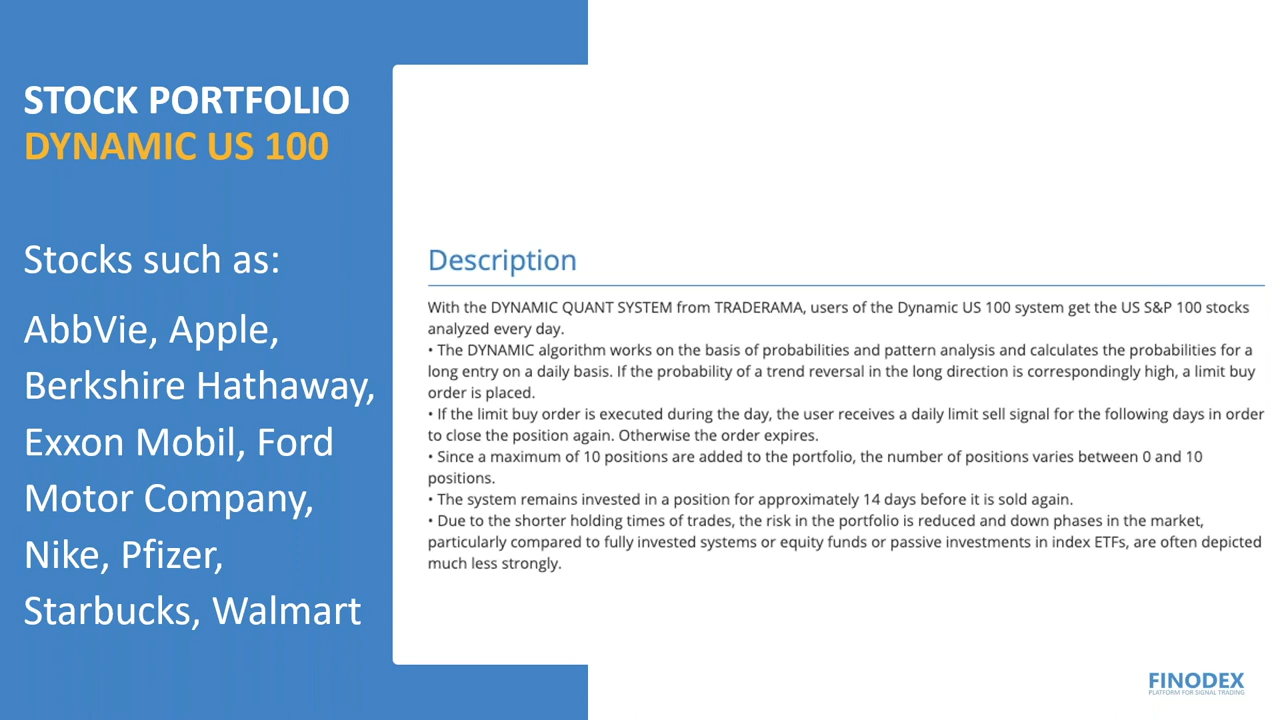 STOCK PORTFOLIO
DYNAMIC US 100
Stocks such as:
AbbVie, Apple,
Berkshire Hathaway,
Exxon Mobil, Ford
Motor Company,
Nike, Pfizer,
Starbucks, Walmart
Description
With the DYNAMIC QUANT SYSTEM from TRADERAMA, users of the Dynamic US 100 system get the US S&P 100 stocks
analyzed every day.
• The DYNAMIC algorithm works on the basis of probabilities and pattern analysis and calculates the probabilities for a
long entry on a daily basis. If the probability of a trend reversal in the long direction is correspondingly high, a limit buy
order is placed.
• If the limit buy order is executed during the day, the user receives a daily limit sell signal for the following days in order
to close the position again. Otherwise the order expires.
• Since a maximum of 10 positions are added to the portfolio, the number of positions varies between 0 and 10
positions.
• The system remains invested in a position for approximately 14 days before it is sold again.
• Due to the shorter holding times of trades, the risk in the portfolio is reduced and down phases in the market,
particularly compared to fully invested systems or equity funds or passive investments in index ETFs, are often depicted
much less strongly.
FINODEX
PLATFORM FOR SIGNAL TRADING